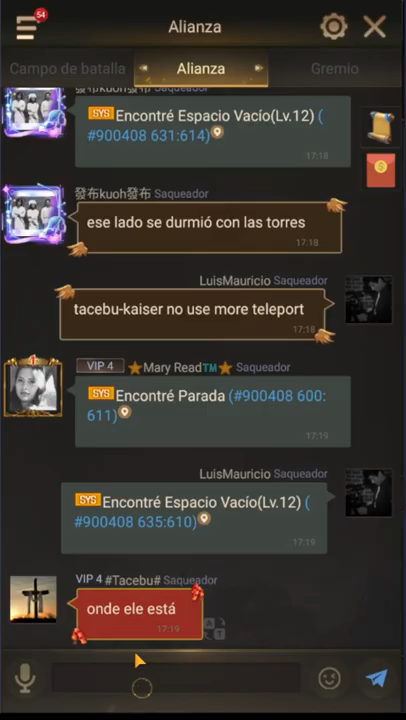 54
Alianza
Campo de batalla
Alianza
Gremio
發布kuoh發布 Saqueador
SYS Encontré Espacio Vacío(Lv.12) (
#900408 631:614)
17:18
發布kuoh發布 Saqueador
ese lado se durmió con las torres
17:18
LuisMauricio Saqueador
tacebu-kaiser no use more teleport
17:18
1
VIP 4 ⭐Mary Read™️⭐ Saqueador
SYS Encontré Parada (#900408 600:
611)
17:19
LuisMauricio Saqueador
SYS Encontré Espacio Vacío(Lv.12) (
#900408 635:610)
17:19
VIP 4 #Tacebu# Saqueador
onde ele está
17:19
A
T